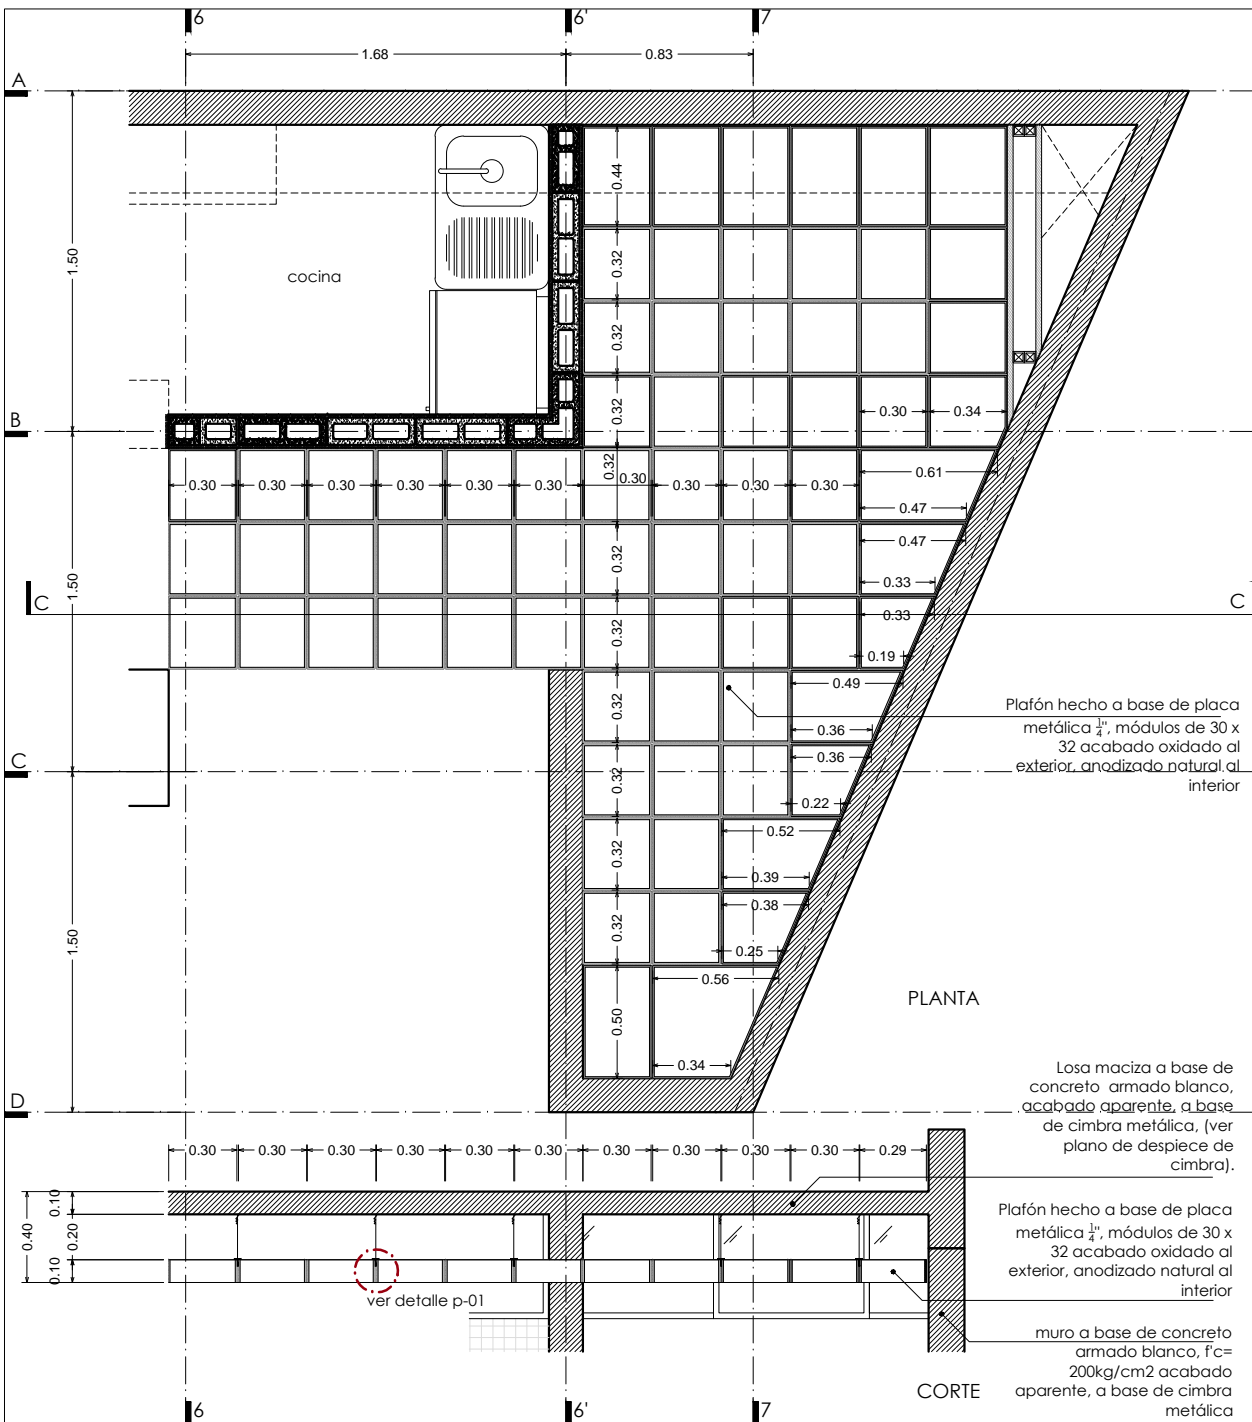 6
6'
7
1.68
0.83
A
1.50
0.44
0.32
cocina
0.32
0.32
B
0.30
0.34
0.32
0.61
0.30
0.30
0.30
0.30
0.30
0.30
0.30
0.30
0.30
0.30
0.47
0.47
0.32
1.50
0.33
C
C
0.33
0.32
0.19
0.49
0.32
Plafón hecho a base de placa
metálica 1/4", módulos de 30 x
32 acabado oxidado al
exterior, anodizado natural al
interior
0.36
0.36
C
0.32
0.22
0.52
0.32
0.39
0.38
1.50
0.32
0.25
0.56
PLANTA
0.50
0.34
Losa maciza a base de
concreto armado blanco,
acabado aparente, a base
de cimbra metálica, (ver
plano de despiece de
cimbra).
D
0.30
0.30
0.30
0.30
0.30
0.30
0.30
0.30
0.30
0.30
0.29
0.10
0.40
0.20
0.10
Plafón hecho a base de placa
metálica 1/4", módulos de 30 x
32 acabado oxidado al
exterior, anodizado natural al
interior
ver detalle p-01
muro a base de concreto
armado blanco, f'c=
200kg/cm2 acabado
aparente, a base de cimbra
metálica
CORTE
6
6'
7